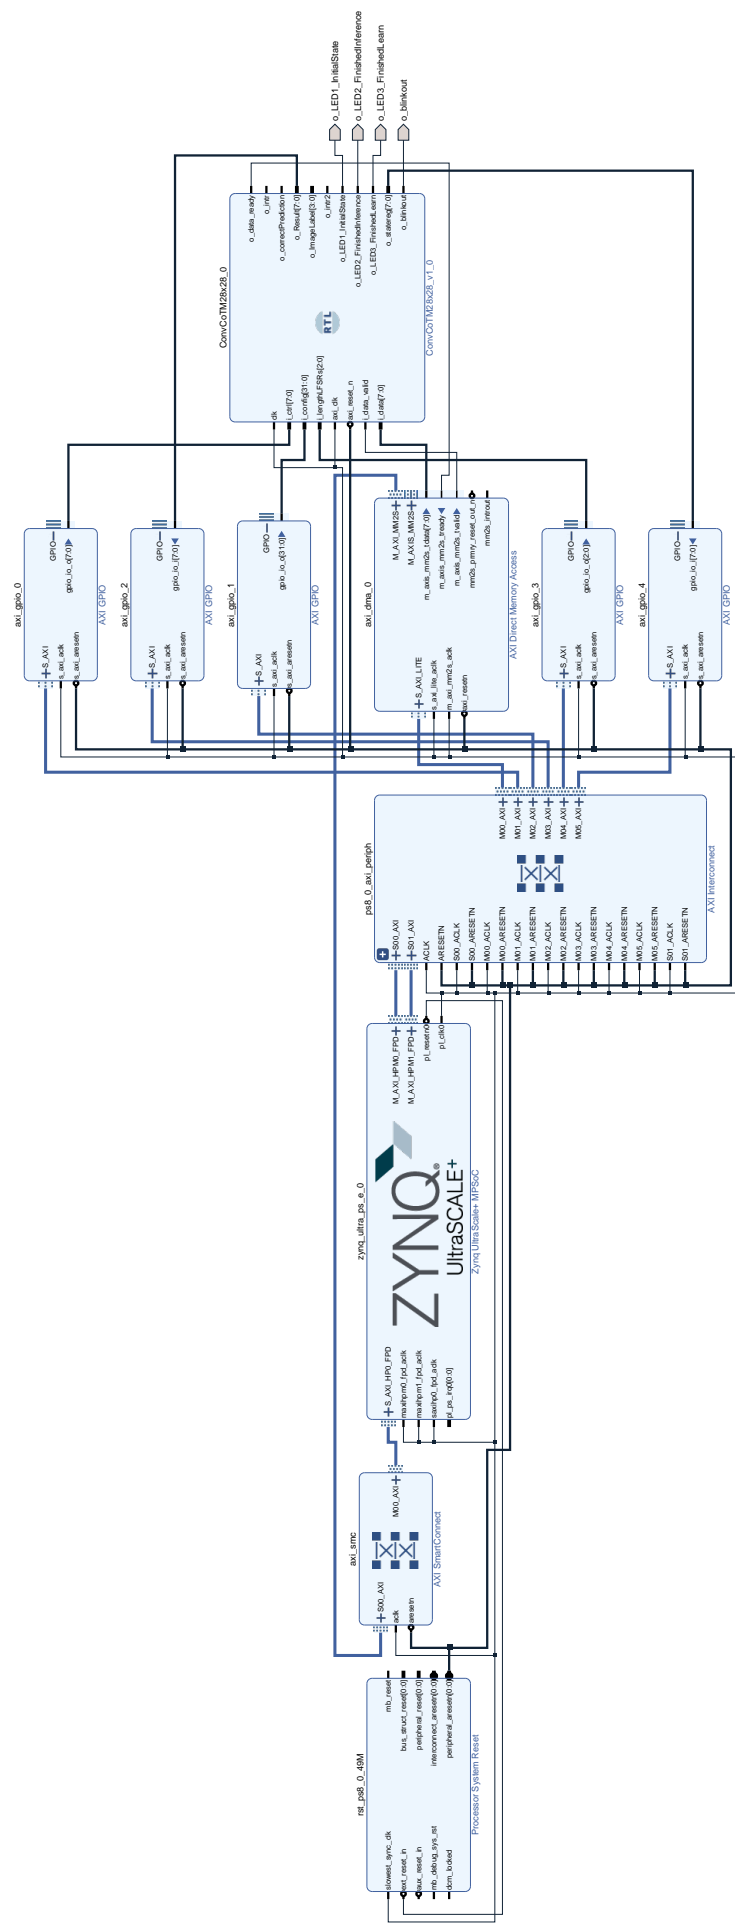 rst_ps8_0_49M
slowest_sync_clk
ext_reset_in
aux_reset_in
mb_debug_sys_rst
dcm_locked
mb_reset
bus_struct_reset[0:0]
peripheral_reset[0:0]
interconnect_aresetn[0:0]
peripheral_aresetn[0:0]
Processor System Reset
axi_smc
S00_AXI
aclk
aresetn
M00_AXI
AXI SmartConnect
zynq_ultra_ps_e_0
S_AXI_HP0_FPD
maxihpm0_fpd_aclk
maxihpm1_fpd_aclk
saxihp0_fpd_aclk
pl_ps_irq0[0:0]
ZYNQ®
UltraSCALE+
M_AXI_HPM0_FPD
M_AXI_HPM1_FPD
pl_resetn0
pl_clk0
Zynq UltraScale+ MPSoC
ps8_0_axi_periph
S00_AXI
S01_AXI
ACLK
ARESETN
S00_ACLK
S00_ARESETN
M00_ACLK
M00_ARESETN
M01_ACLK
M01_ARESETN
M02_ACLK
M02_ARESETN
M03_ACLK
M03_ARESETN
M04_ACLK
M04_ARESETN
M05_ACLK
M05_ARESETN
S01_ACLK
S01_ARESETN
M00_AXI
M01_AXI
M02_AXI
M03_AXI
M04_AXI
M05_AXI
AXI Interconnect
axi_gpio_0
S_AXI
s_axi_aclk
s_axi_aresetn
GPIO
gpio_io_o[7:0]
AXI GPIO
axi_gpio_2
S_AXI
s_axi_aclk
s_axi_aresetn
GPIO
gpio_io_i[7:0]
AXI GPIO
axi_gpio_1
S_AXI
s_axi_aclk
s_axi_aresetn
GPIO
gpio_io_o[31:0]
AXI GPIO
axi_dma_0
S_AXI_LITE
s_axi_lite_aclk
m_axi_mm2s_aclk
axi_resetn
M_AXI_MM2S
M_AXIS_MM2S
m_axis_mm2s_tdata[7:0]
m_axis_mm2s_tready
m_axis_mm2s_tvalid
mm2s_prmry_reset_out_n
mm2s_introut
AXI Direct Memory Access
axi_gpio_3
S_AXI
s_axi_aclk
s_axi_aresetn
GPIO
gpio_io_o[2:0]
AXI GPIO
axi_gpio_4
S_AXI
s_axi_aclk
s_axi_aresetn
GPIO
gpio_io_i[7:0]
AXI GPIO
ConvCoTM28x28_0
clk
i_ctrl[7:0]
i_config[31:0]
i_lengthLFSRs[2:0]
axi_clk
axi_reset_n
i_data_valid
i_data[7:0]
RTL
o_data_ready
o_intr
o_correctPrediction
o_Result[7:0]
o_ImageLabel[3:0]
o_intr2
o_LED1_InitialState
o_LED2_FinishedInference
o_LED3_FinishedLearn
o_statereg[7:0]
o_blinkout
ConvCoTM28x28_v1_0
o_LED1_InitialState
o_LED2_FinishedInference
o_LED3_FinishedLearn
o_blinkout